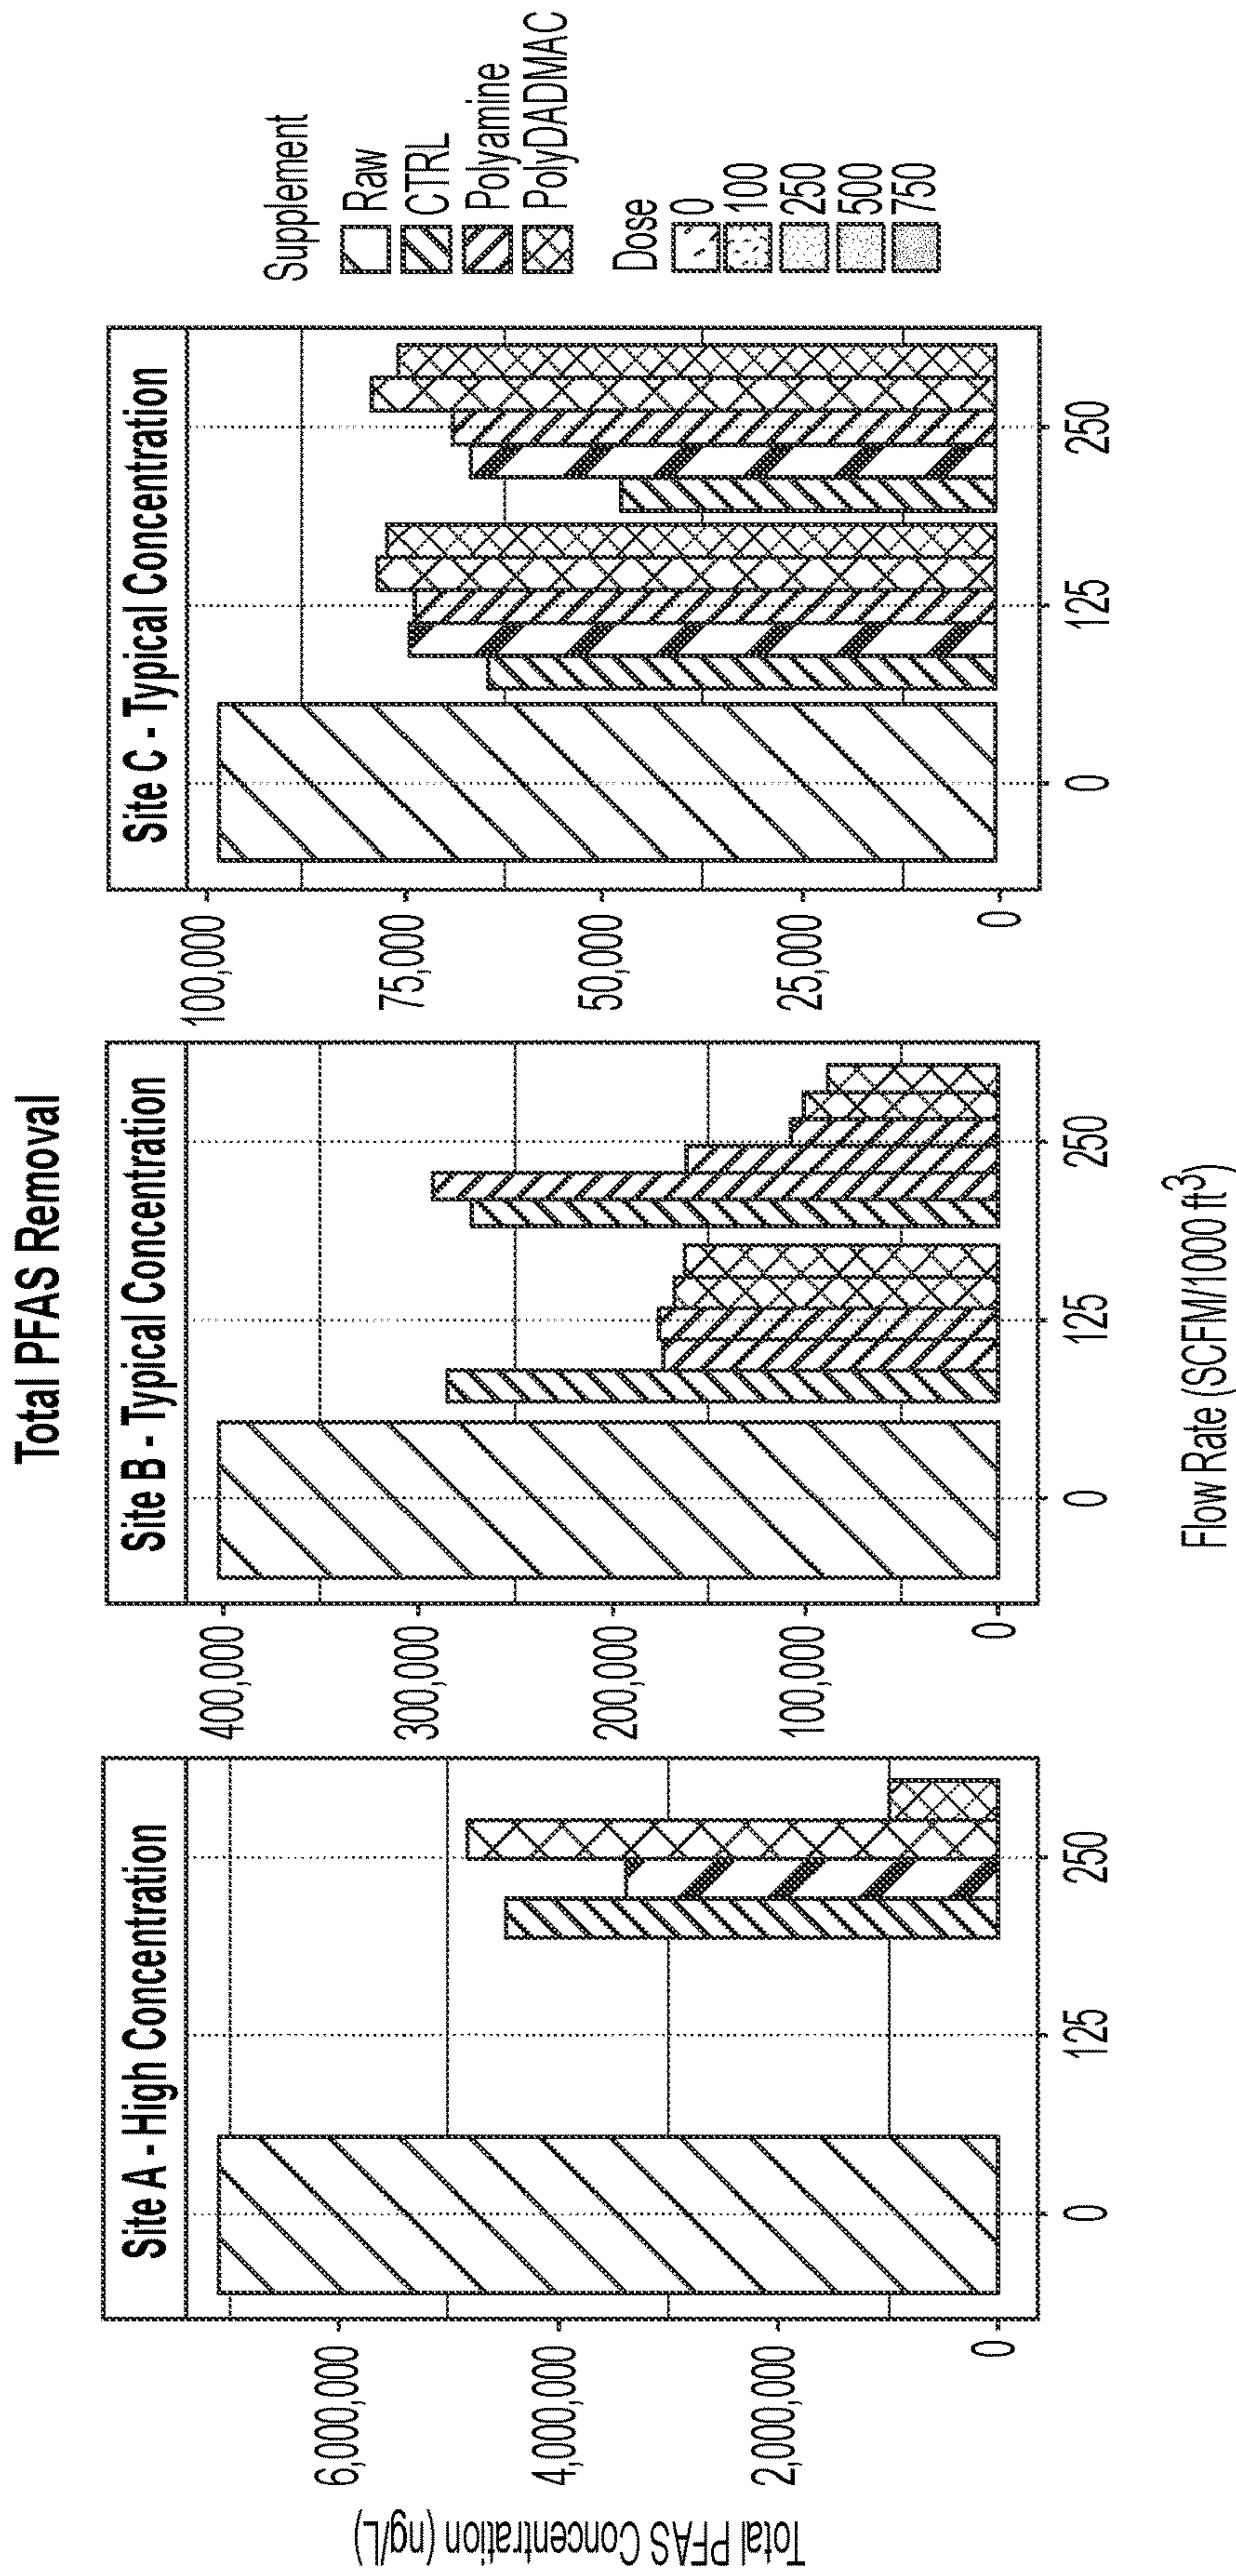 Total PFAS Removal
Total PFAS Concentration (ng/L)
Site A - High Concentration
6,000,000
4,000,000
2,000,000
0
0
125
250
Site B - Typical Concentration
400,000
300,000
200,000
100,000
0
0
125
250
Site C - Typical Concentration
100,000
75,000
50,000
25,000
0
0
125
250
Flow Rate (SCFM/1000 ft³)
Supplement
Raw
CTRL
Polyamine
PolyDADMAC
Dose
0
100
250
500
750